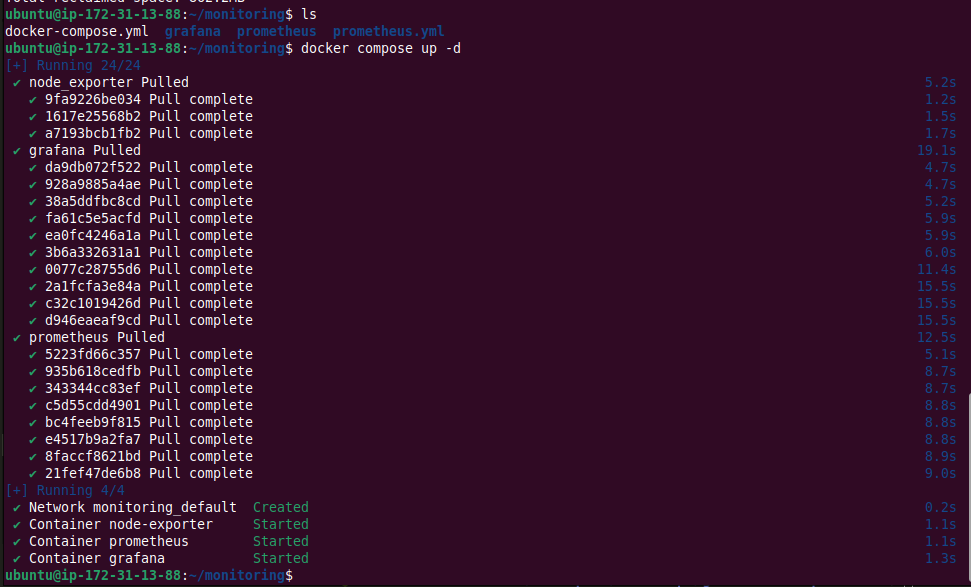 ubuntu@ip-172-31-13-88:~/monitoring$ ls
docker-compose.yml  grafana  prometheus  prometheus.yml
ubuntu@ip-172-31-13-88:~/monitoring$ docker compose up -d
[+] Running 24/24
✔ node_exporter Pulled 5.2s
✔ 9fa9226be034 Pull complete 1.2s
✔ 1617e25568b2 Pull complete 1.5s
✔ a7193bcb1fb2 Pull complete 1.7s
✔ grafana Pulled 19.1s
✔ da9db072f522 Pull complete 4.7s
✔ 928a9885a4ae Pull complete 4.7s
✔ 38a5ddfbc8cd Pull complete 5.2s
✔ fa61c5e5acfd Pull complete 5.9s
✔ ea0fc4246a1a Pull complete 5.9s
✔ 3b6a332631a1 Pull complete 6.0s
✔ 0077c28755d6 Pull complete 11.4s
✔ 2a1fcfa3e84a Pull complete 15.5s
✔ c32c1019426d Pull complete 15.5s
✔ d946eaeaf9cd Pull complete 15.5s
✔ prometheus Pulled 12.5s
✔ 5223fd66c357 Pull complete 5.1s
✔ 935b618cedfb Pull complete 8.7s
✔ 343344cc83ef Pull complete 8.7s
✔ c5d55cdd4901 Pull complete 8.8s
✔ bc4feeb9f815 Pull complete 8.8s
✔ e4517b9a2fa7 Pull complete 8.8s
✔ 8faccf8621bd Pull complete 8.9s
✔ 21fef47de6b8 Pull complete 9.0s
[+] Running 4/4
✔ Network monitoring_default  Created 0.2s
✔ Container node-exporter  Started 1.1s
✔ Container prometheus  Started 1.1s
✔ Container grafana  Started 1.3s
ubuntu@ip-172-31-13-88:~/monitoring$